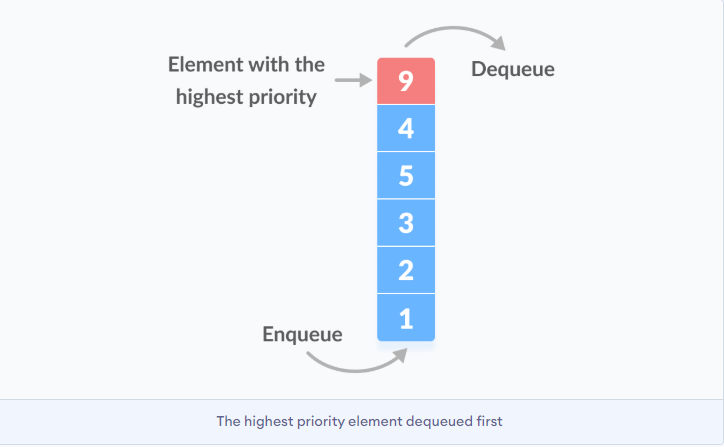 Element with the
highest priority
Dequeue
9
4
5
3
2
1
Enqueue
The highest priority element dequeued first